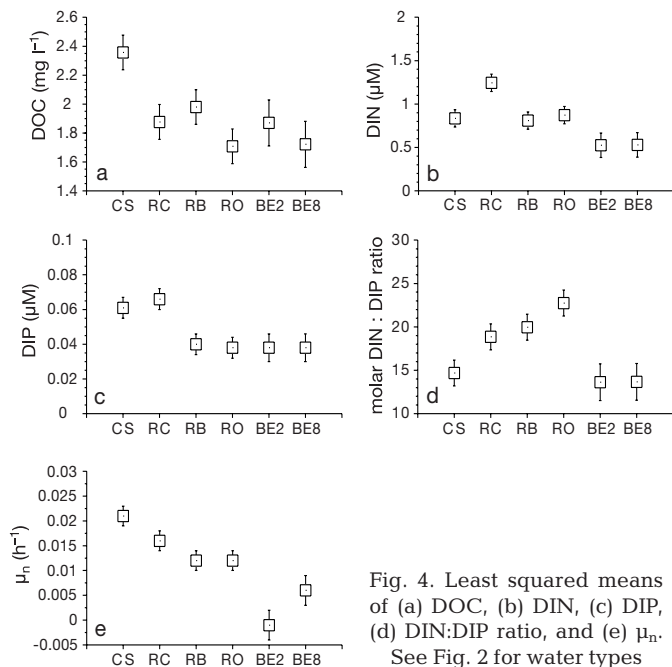 2.6
2.4
2.2
2
1.8
1.6
1.4
DOC (mg l⁻¹)
a
CS RC RB RO BE2 BE8
1.5
1
0.5
0
DIN (µM)
b
CS RC RB RO BE2 BE8
0.1
0.08
0.06
0.04
0.02
0
DIP (µM)
c
CS RC RB RO BE2 BE8
30
25
20
15
10
molar DIN : DIP ratio
d
CS RC RB RO BE2 BE8
0.03
0.025
0.02
0.015
0.01
0.005
0
-0.005
µn (h⁻¹)
e
CS RC RB RO BE2 BE8
Fig. 4. Least squared means
of (a) DOC, (b) DIN, (c) DIP,
(d) DIN:DIP ratio, and (e) µn.
See Fig. 2 for water types